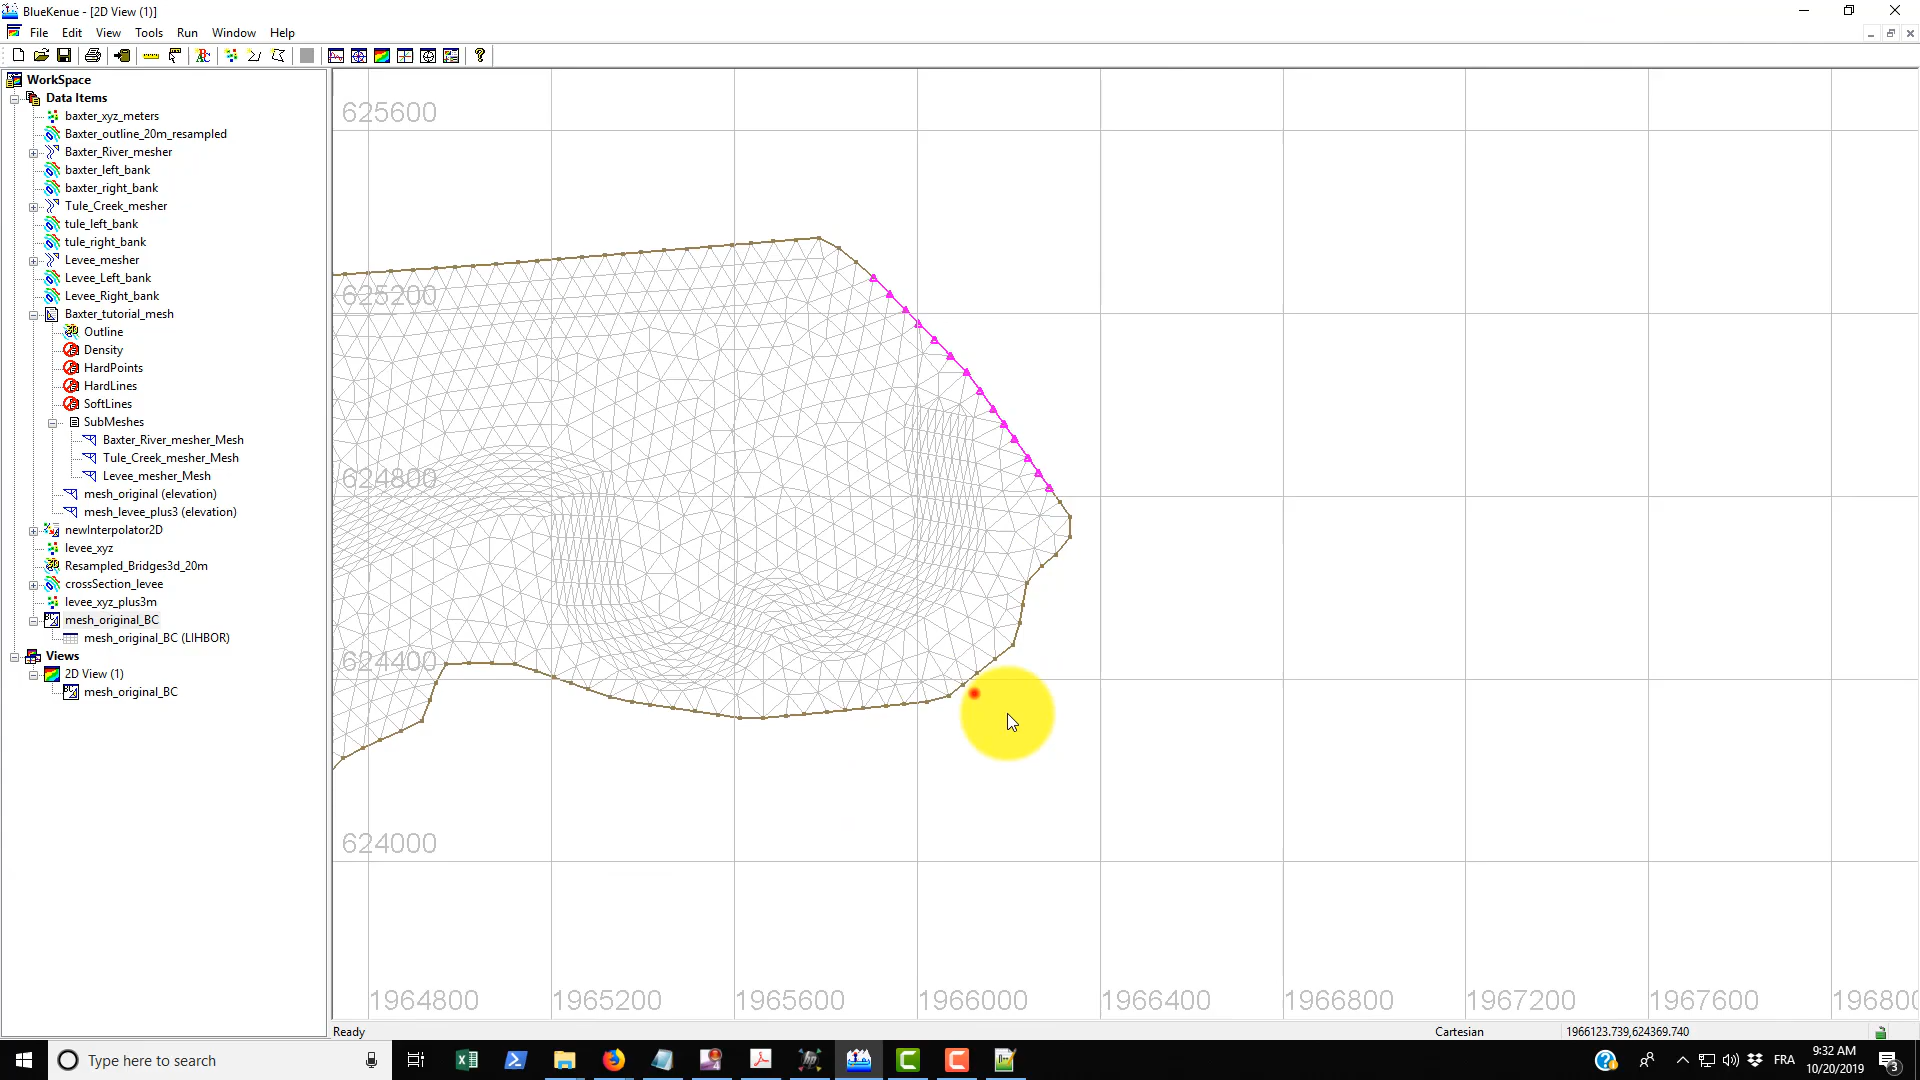 BlueKenue - [2D View (1)]
File Edit View Tools Run Window Help
WorkSpace
Data Items
baxter_xyz_meters
Baxter_outline_20m_resampled
Baxter_River_mesher
baxter_left_bank
baxter_right_bank
Tule_Creek_mesher
tule_left_bank
tule_right_bank
Levee_mesher
Levee_Left_bank
Levee_Right_bank
Baxter_tutorial_mesh
Outline
Density
HardPoints
HardLines
SoftLines
SubMeshes
Baxter_River_mesher_Mesh
Tule_Creek_mesher_Mesh
Levee_mesher_Mesh
mesh_original (elevation)
mesh_levee_plus3 (elevation)
newInterpolator2D
levee_xyz
Resampled_Bridges3d_20m
crossSection_levee
levee_xyz_plus3m
mesh_original_BC
mesh_original_BC (LIHBOR)
Views
2D View (1)
mesh_original_BC
625600
625200
624800
624400
624000
1964800 1965200 1965600 1966000 1966400 1966800 1967200 1967600 196800
Ready Cartesian 1966123.739,624369.740
Type here to search
FRA
9:32 AM
10/20/2019
3